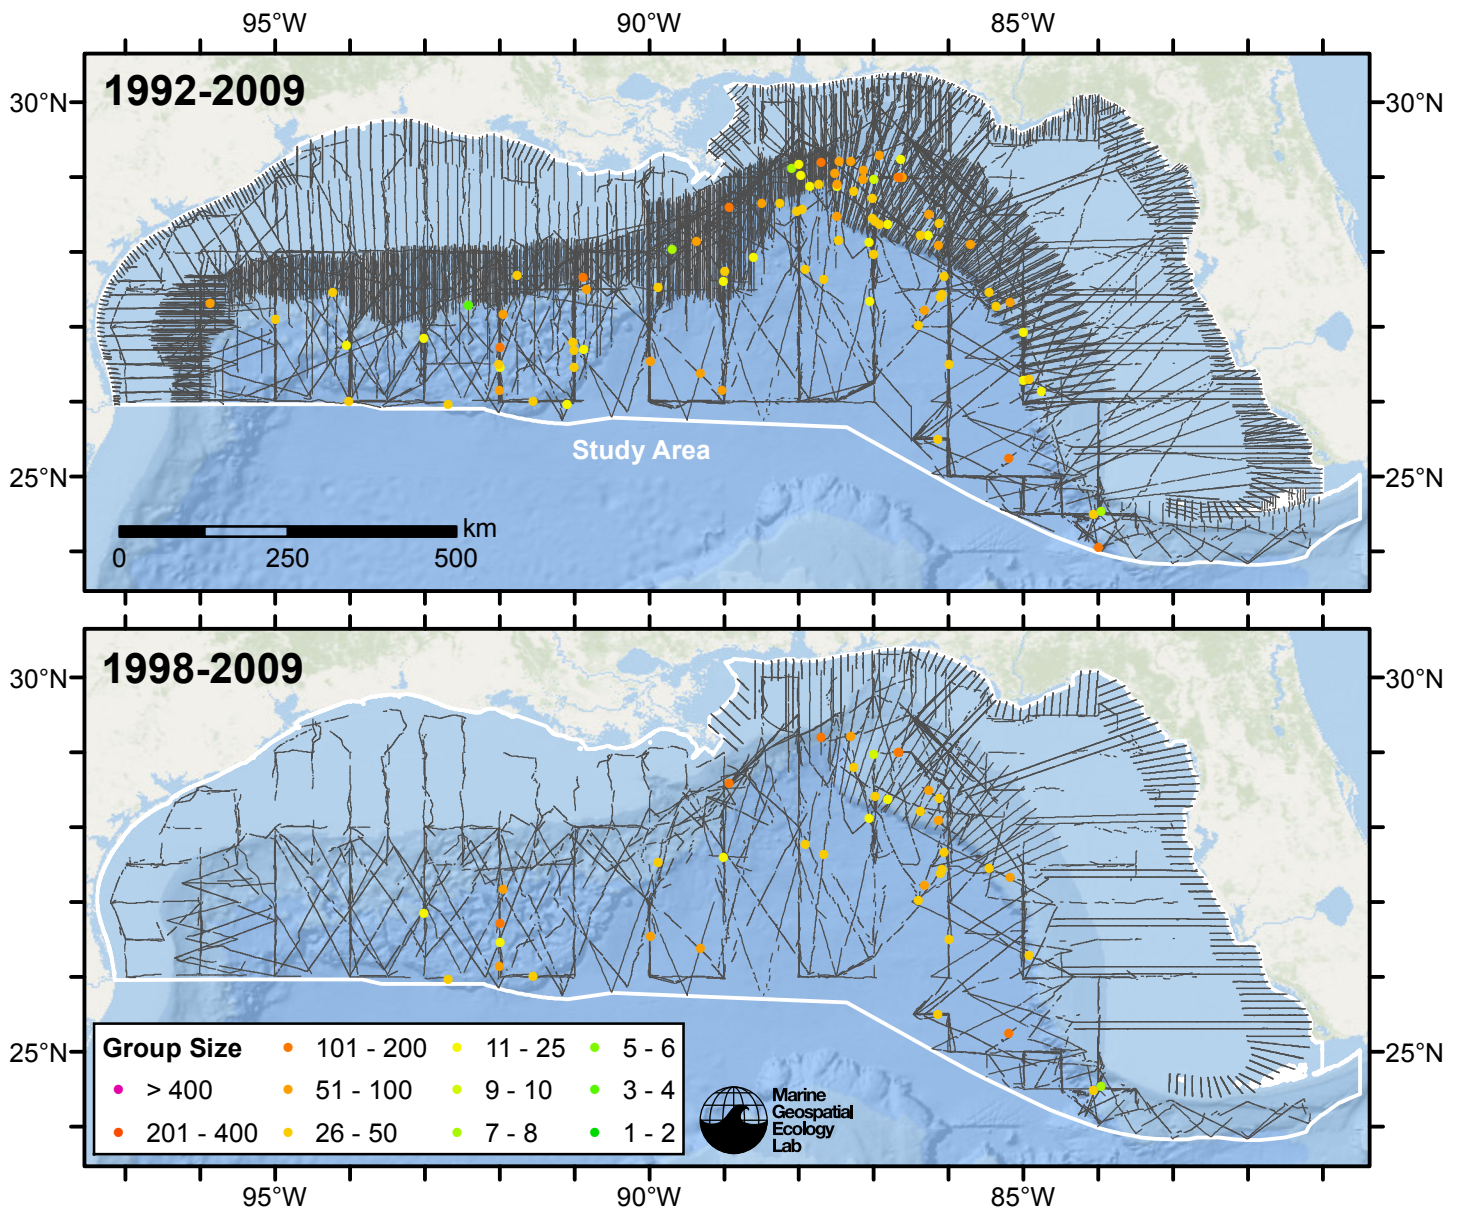 95°W 90°W 85°W
1992-2009
30°N 30°N
Study Area
25°N 25°N
km
0 250 500
1998-2009
30°N 30°N
Group Size 101 - 200 11 - 25 5 - 6
> 400 51 - 100 9 - 10 3 - 4
201 - 400 26 - 50 7 - 8 1 - 2
Marine
Geospatial
Ecology
Lab
25°N 25°N
95°W 90°W 85°W